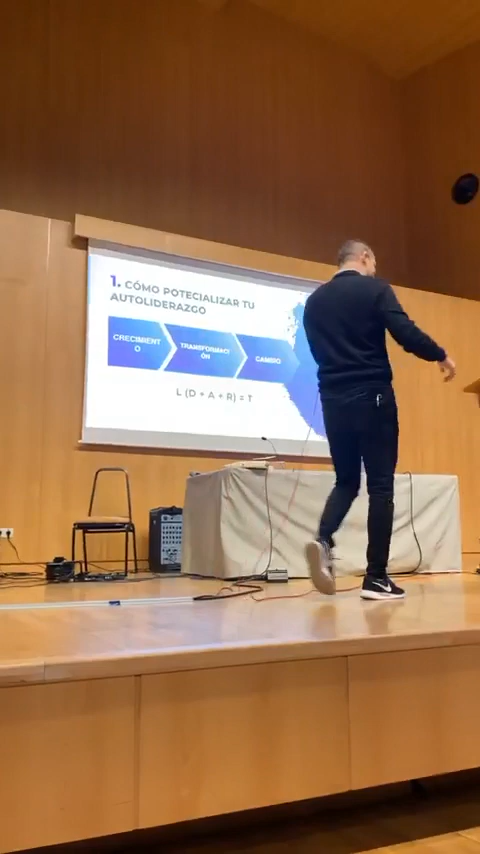 1. CÓMO POTECIALIZAR TU
AUTOLIDERAZGO
CRECIMIENT
O
TRANSFORMACI
ÓN
CAMBIO
L (D + A + R) = T